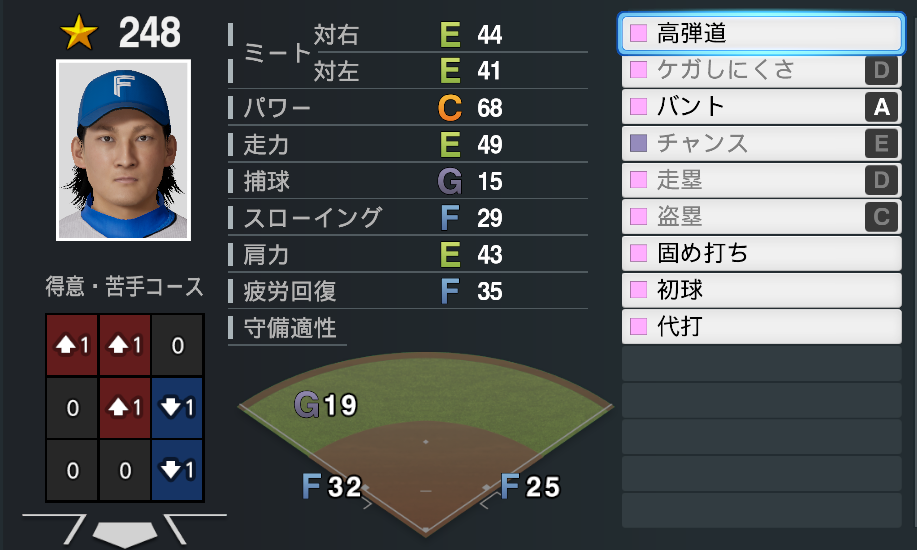 248
F
ミート 対右 E 44
対左 E 41
パワー C 68
走力 E 49
捕球 G 15
スローイング F 29
肩力 E 43
疲労回復 F 35
守備適性
G 19
F 32
F 25
得意・苦手コース
1 1 0
0 1 1
0 0 1
高弾道
ケガしにくさ D
バント A
チャンス E
走塁 D
盗塁 C
固め打ち
初球
代打